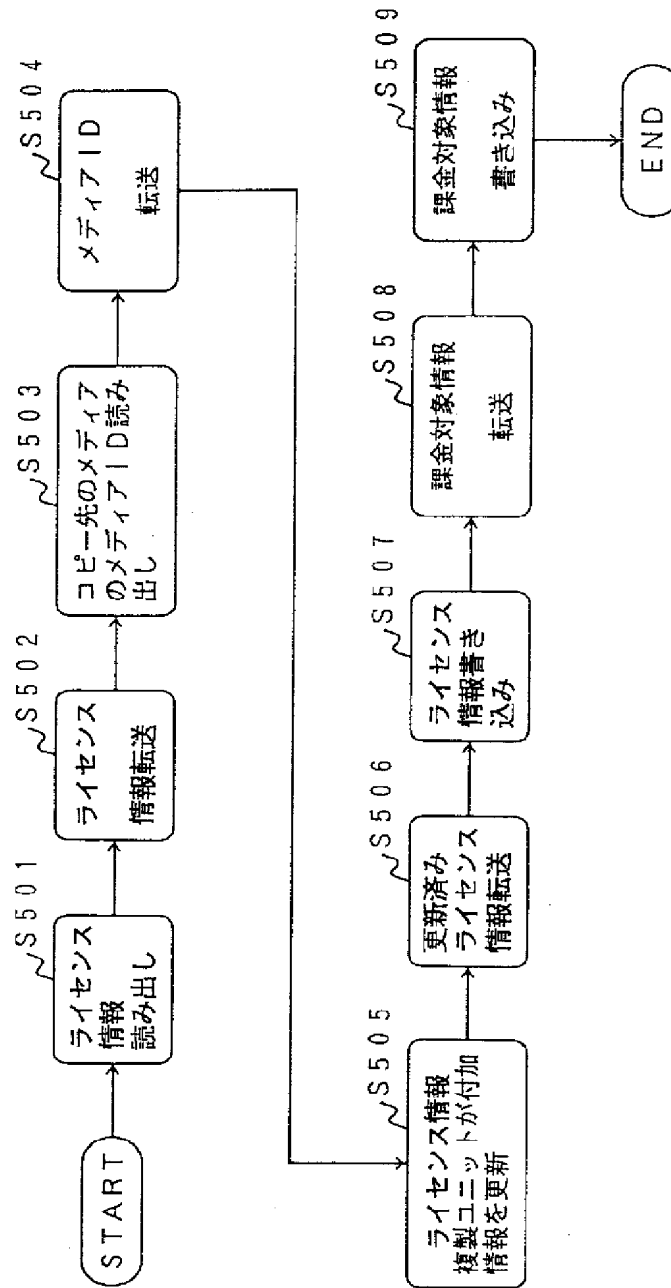 START
S501
ライセンス
情報
読み出し
S502
ライセンス
情報転送
S503
コピー先のメディア
のメディアID読み
出し
S504
メディアID
転送
S505
ライセンス情報
複製ユニットが付加
情報を更新
S506
更新済み
ライセンス
情報転送
S507
ライセンス
情報書き
込み
S508
課金対象情報
転送
S509
課金対象情報
書き込み
END